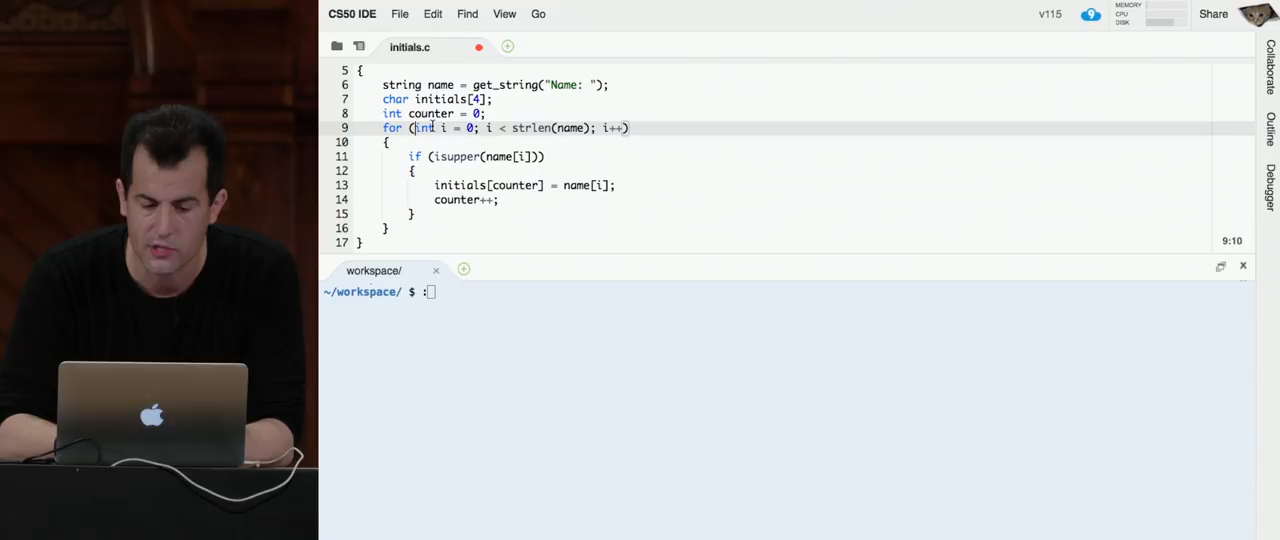 CS50 IDE File Edit Find View Go v115 9 MEMORY CPU DISK Share
initials.c
5 {
6 string name = get_string("Name: ");
7 char initials[4];
8 int counter = 0;
9 for (int i = 0; i < strlen(name); i++)
10 {
11 if (isupper(name[i]))
12 {
13 initials[counter] = name[i];
14 counter++;
15 }
16 }
17 }
9:10
workspace/
~/workspace/ $ :
Collaborate
Outline
Debugger